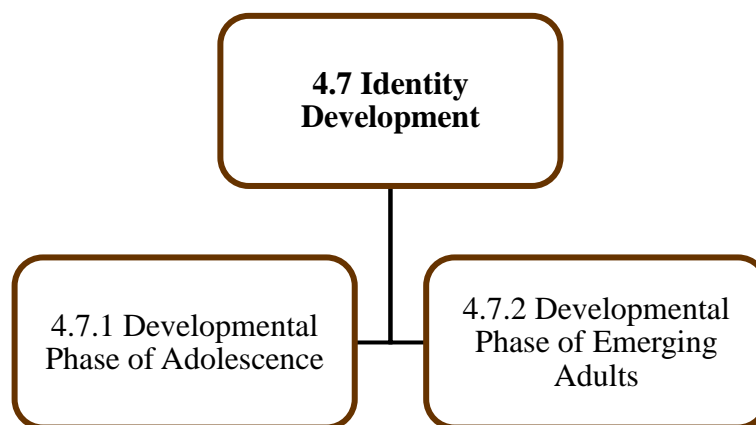 4.7 Identity
Development
4.7.1 Developmental
Phase of Adolescence
4.7.2 Developmental
Phase of Emerging
Adults